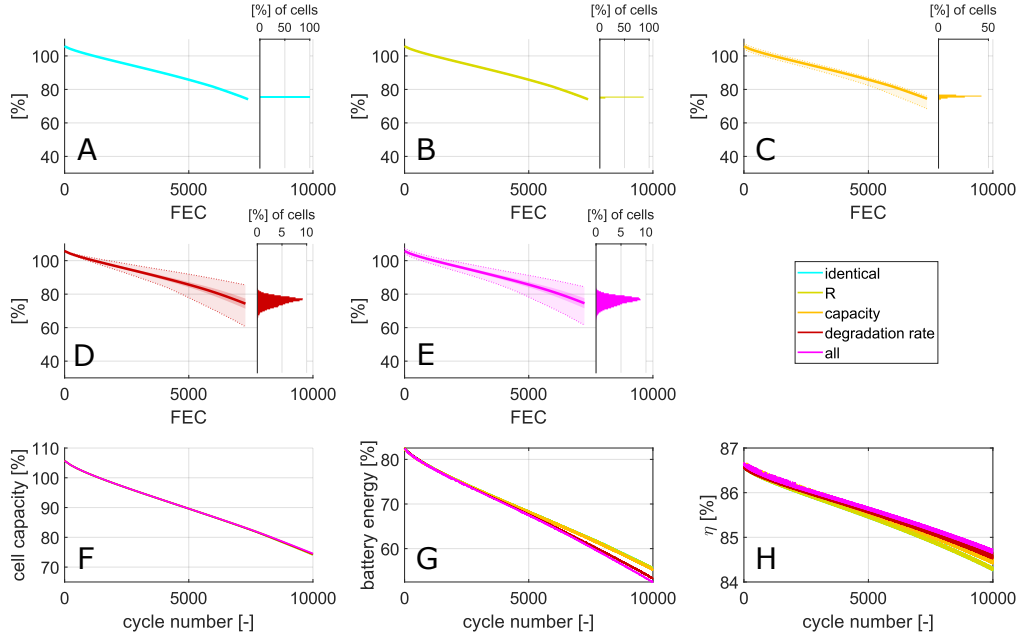 [%] of cells
0 50 100
100
80
60
40
[%]
A
0 5000 10000
FEC
[%] of cells
0 50 100
100
80
60
40
[%]
B
0 5000 10000
FEC
[%] of cells
0 50
100
80
60
40
[%]
C
0 5000 10000
FEC
[%] of cells
0 5 10
100
80
60
40
[%]
D
0 5000 10000
FEC
[%] of cells
0 5 10
100
80
60
40
[%]
E
0 5000 10000
FEC
identical
R
capacity
degradation rate
all
110
100
90
80
70
cell capacity [%]
F
0 5000 10000
cycle number [-]
80
70
60
battery energy [%]
G
0 5000 10000
cycle number [-]
87
86
85
84
η [%]
H
0 5000 10000
cycle number [-]